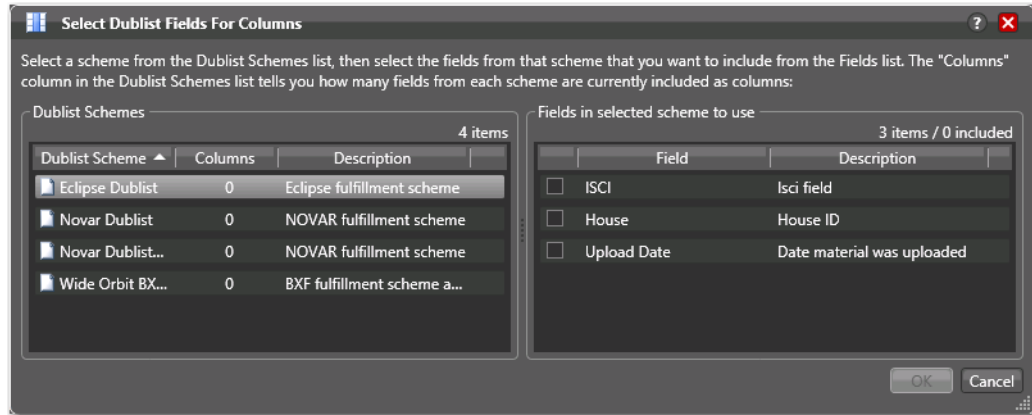 Select Dublist Fields For Columns
?
Select a scheme from the Dublist Schemes list, then select the fields from that scheme that you want to include from the Fields list. The "Columns"
column in the Dublist Schemes list tells you how many fields from each scheme are currently included as columns:
Dublist Schemes
4 items
Dublist Scheme Columns Description
Eclipse Dublist 0 Eclipse fulfillment scheme
Novar Dublist 0 NOVAR fulfillment scheme
Novar Dublist... 0 NOVAR fulfillment scheme
Wide Orbit BX... 0 BXF fulfillment scheme a...
Fields in selected scheme to use
3 items / 0 included
Field Description
ISCI Isci field
House House ID
Upload Date Date material was uploaded
OK Cancel